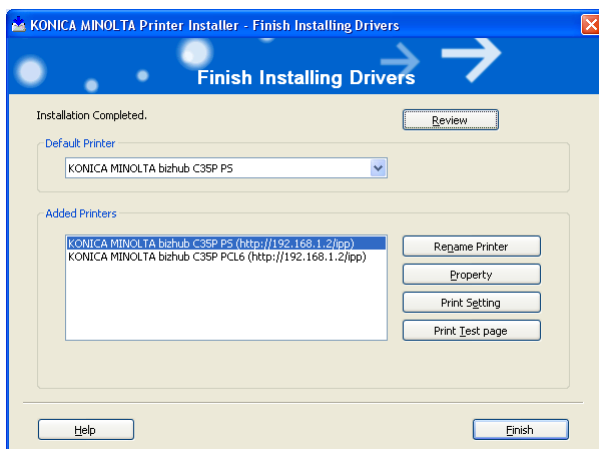 KONICA MINOLTA Printer Installer - Finish Installing Drivers
Finish Installing Drivers
Installation Completed.
Review
Default Printer
KONICA MINOLTA bizhub C35P PS
Added Printers
KONICA MINOLTA bizhub C35P PS (http://192.168.1.2/ipp)
KONICA MINOLTA bizhub C35P PCL6 (http://192.168.1.2/ipp)
Rename Printer
Property
Print Setting
Print Test page
Help
Finish